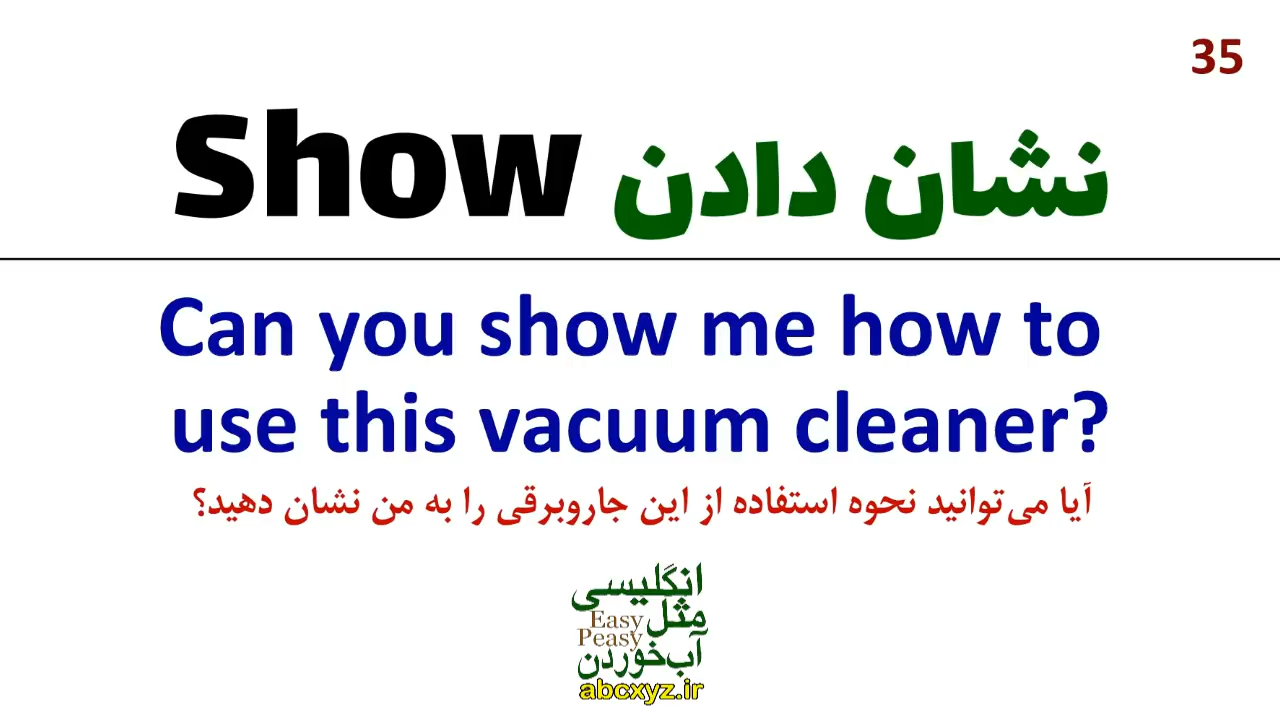 35
Show نشان دادن
Can you show me how to
use this vacuum cleaner?
آیا می‌توانید نحوه استفاده از این جاروبرقی را به من نشان دهید؟
انگلیسی
مثل Easy
Peasy
آب‌خوردن
abcxyz.ir